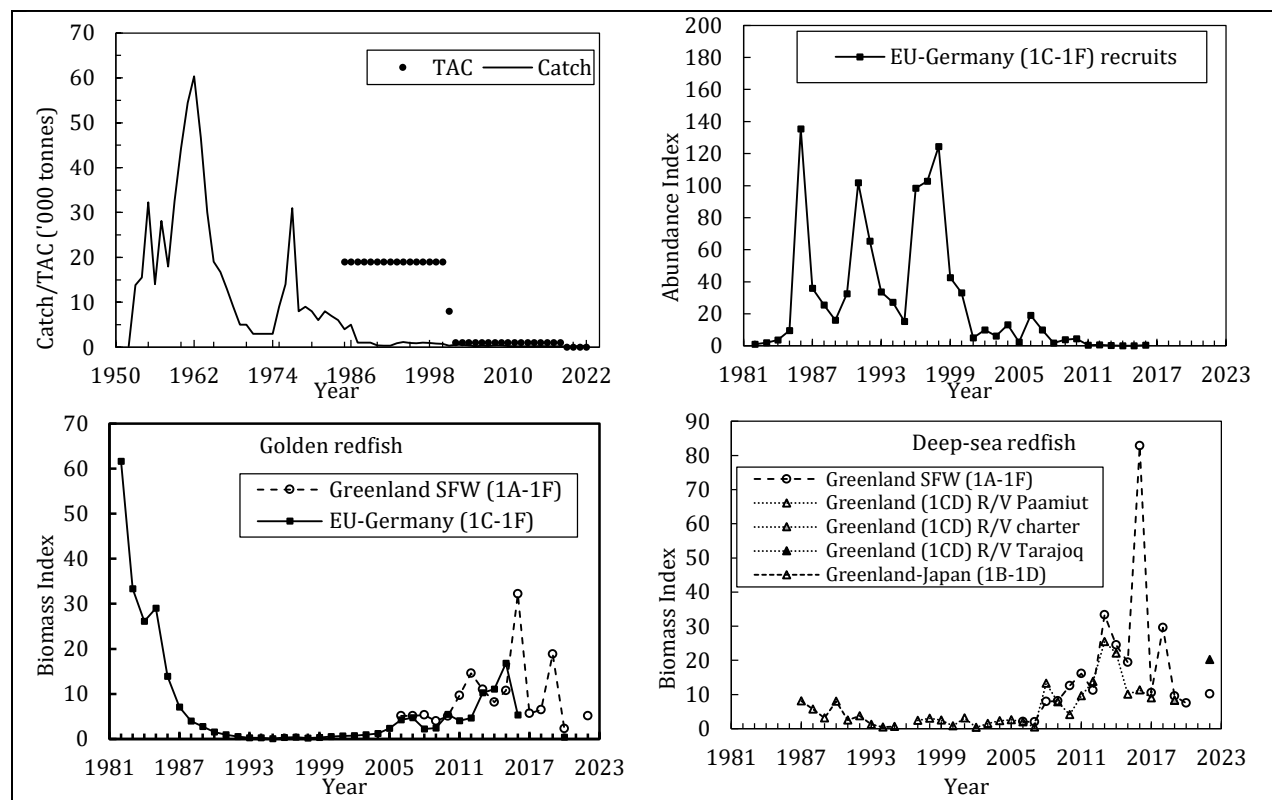 70
60
50
40
30
20
10
0
Catch/TAC ('000 tonnes)
TAC Catch
1950 1962 1974 1986 1998 2010 2022
Year
200
180
160
140
120
100
80
60
40
20
0
Abundance Index
EU-Germany (1C-1F) recruits
1981 1987 1993 1999 2005 2011 2017 2023
Year
70
60
50
40
30
20
10
0
Biomass Index
Golden redfish
Greenland SFW (1A-1F)
EU-Germany (1C-1F)
1981 1987 1993 1999 2005 2011 2017 2023
Year
90
80
70
60
50
40
30
20
10
0
Biomass Index
Deep-sea redfish
Greenland SFW (1A-1F)
Greenland (1CD) R/V Paamiut
Greenland (1CD) R/V charter
Greenland (1CD) R/V Tarajoq
Greenland-Japan (1B-1D)
1981 1987 1993 1999 2005 2011 2017 2023
Year